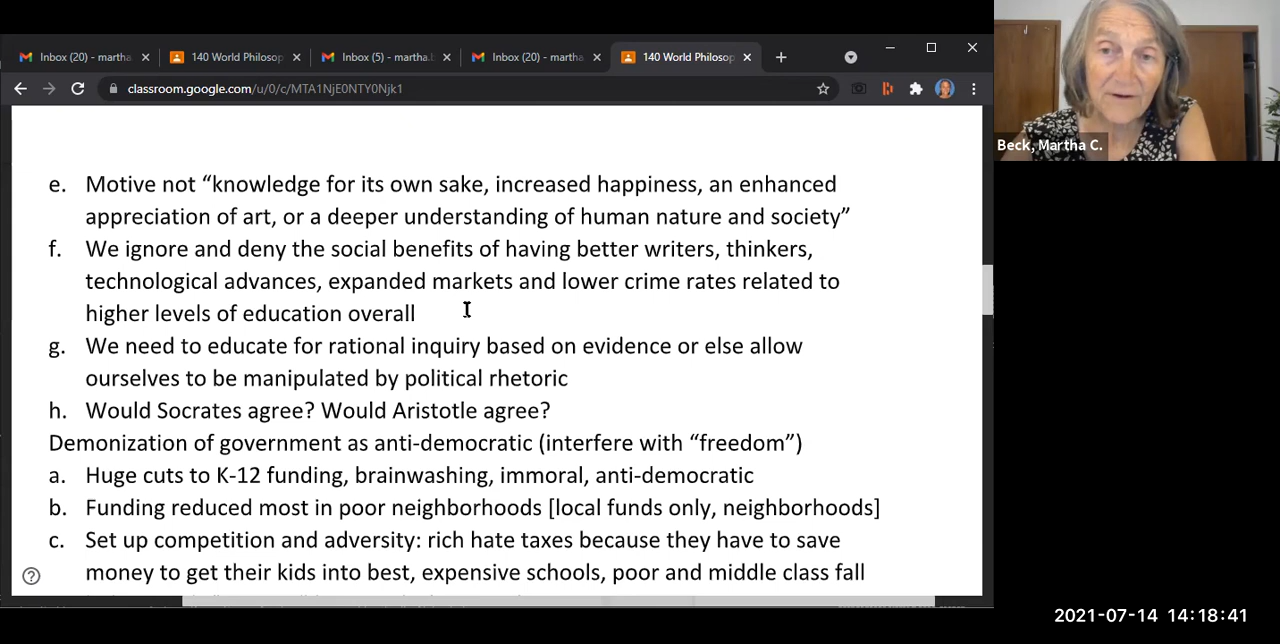 Inbox (20) - martha
140 World Philosop
Inbox (5) - martha.b
Inbox (20) - martha
140 World Philosop
classroom.google.com/u/0/c/MTA1NjE0NTY0Njk1
Beck, Martha C.
e. Motive not “knowledge for its own sake, increased happiness, an enhanced
appreciation of art, or a deeper understanding of human nature and society”
f. We ignore and deny the social benefits of having better writers, thinkers,
technological advances, expanded markets and lower crime rates related to
higher levels of education overall
g. We need to educate for rational inquiry based on evidence or else allow
ourselves to be manipulated by political rhetoric
h. Would Socrates agree? Would Aristotle agree?
Demonization of government as anti-democratic (interfere with “freedom”)
a. Huge cuts to K-12 funding, brainwashing, immoral, anti-democratic
b. Funding reduced most in poor neighborhoods [local funds only, neighborhoods]
c. Set up competition and adversity: rich hate taxes because they have to save
money to get their kids into best, expensive schools, poor and middle class fall
2021-07-14 14:18:41